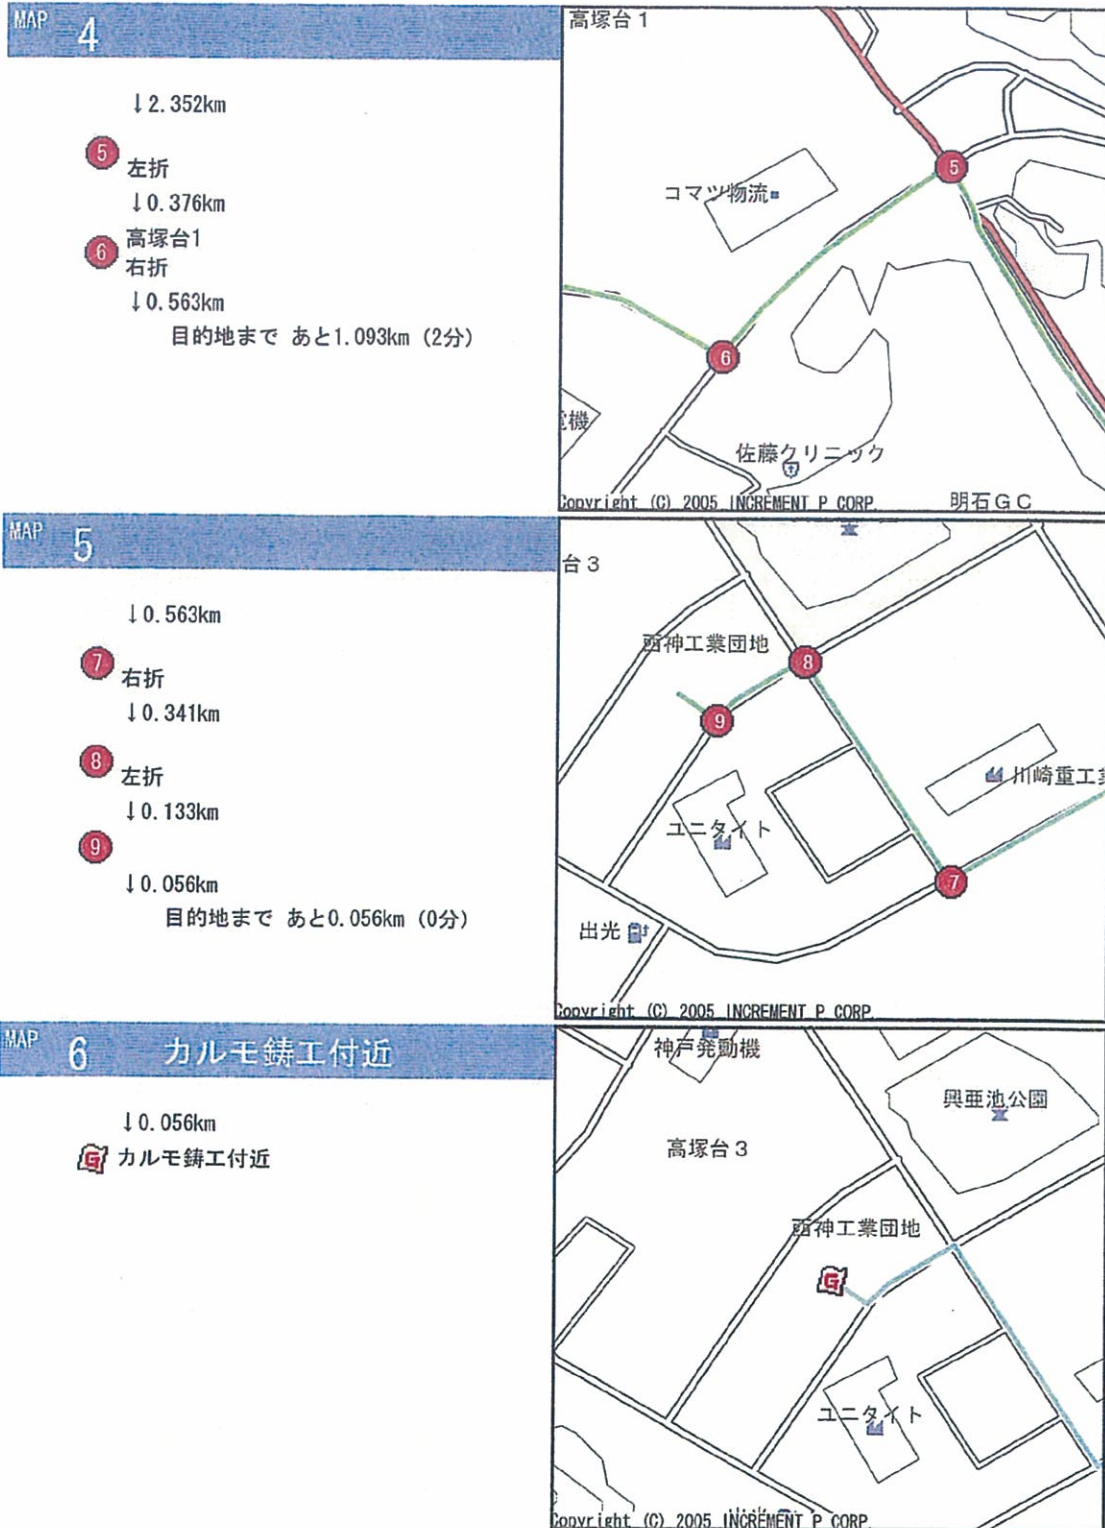 MAP 4
↓2.352km
5 左折
↓0.376km
6 高塚台1
右折
↓0.563km
目的地まで あと1.093km (2分)
高塚台1
5
コマツ物流
6
電機
佐藤クリニック
Copyright (C) 2005 INCREMENT P CORP.
明石GC
MAP 5
↓0.563km
7 右折
↓0.341km
8 左折
↓0.133km
9
↓0.056km
目的地まで あと0.056km (0分)
台3
西神工業団地
8
9
川崎重工業
ユニタイト
7
出光
Copyright (C) 2005 INCREMENT P CORP.
MAP 6 カルモ鋳工付近
↓0.056km
G カルモ鋳工付近
神戸発動機
興亜池公園
高塚台3
西神工業団地
G
ユニタイト
Copyright (C) 2005 INCREMENT P CORP.